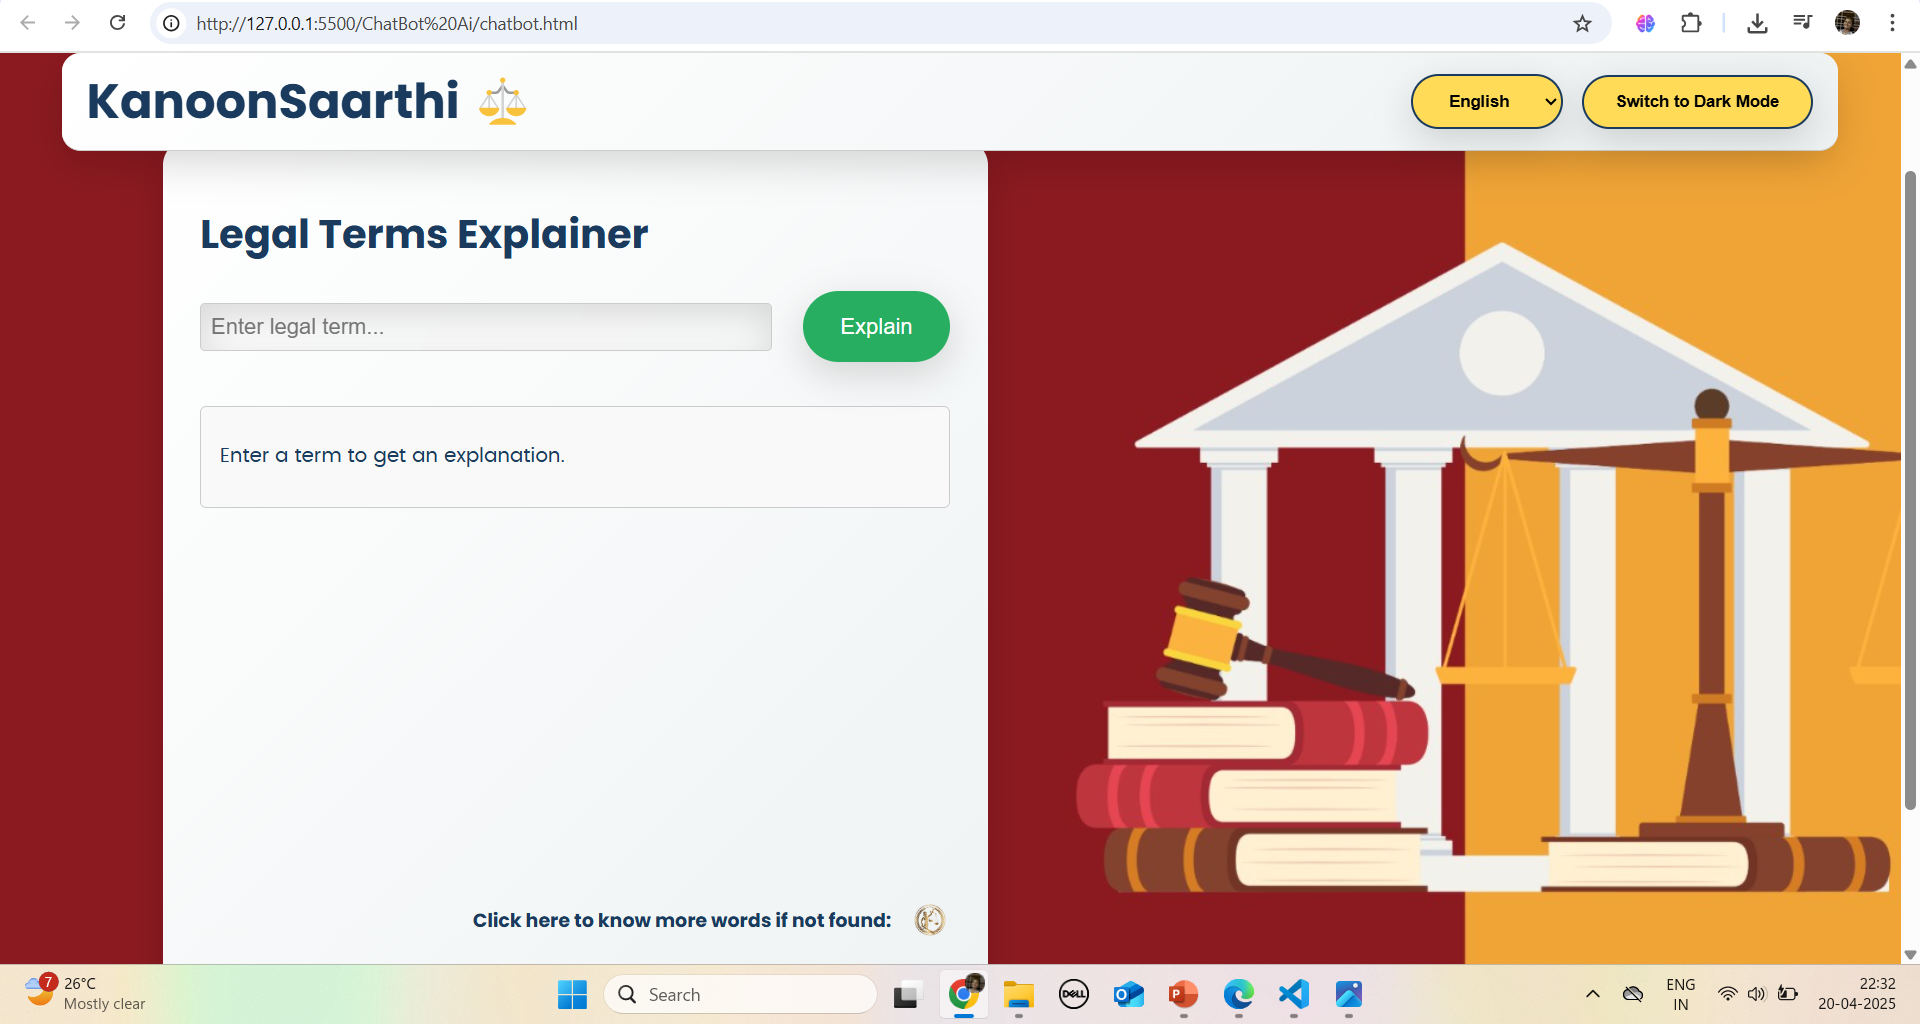 http://127.0.0.1:5500/ChatBot%20Ai/chatbot.html
KanoonSaarthi
English
Switch to Dark Mode
Legal Terms Explainer
Enter legal term...
Explain
Enter a term to get an explanation.
Click here to know more words if not found:
7
26°C
Mostly clear
Search
DELL
O
P
ENG
IN
22:32
20-04-2025